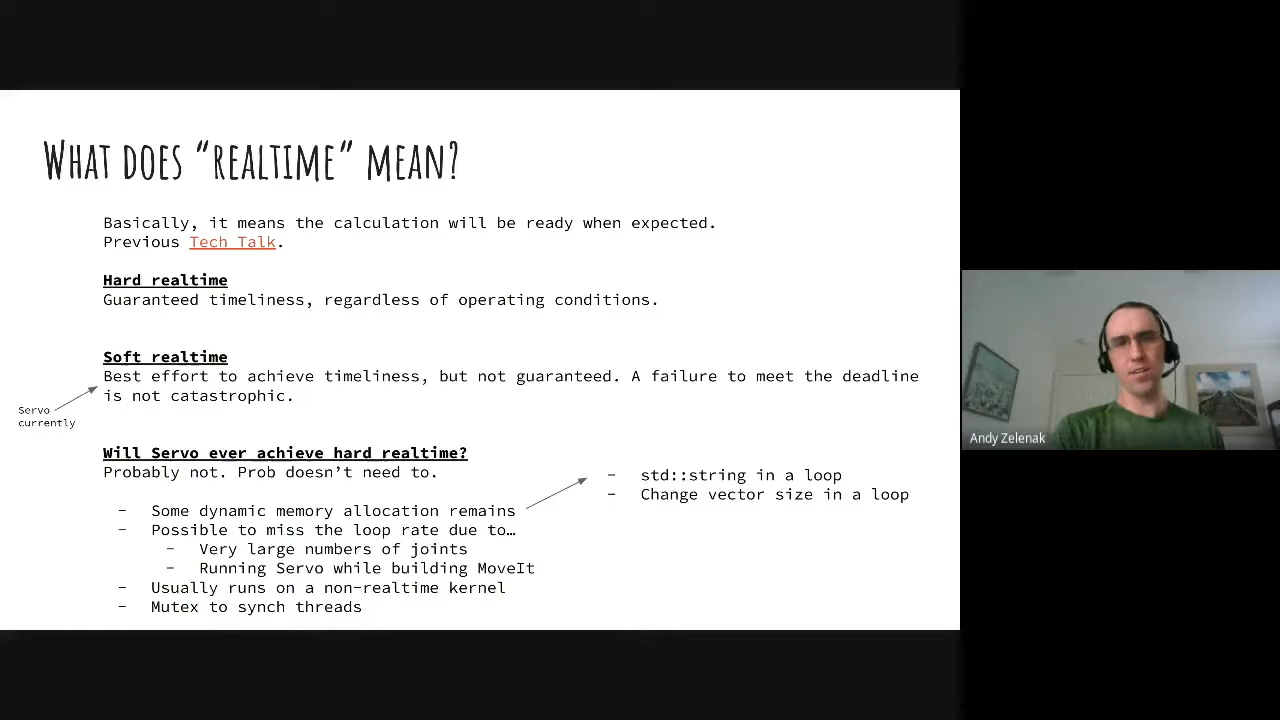 What does “realtime” mean?
Basically, it means the calculation will be ready when expected.
Previous Tech Talk.
Hard realtime
Guaranteed timeliness, regardless of operating conditions.
Soft realtime
Best effort to achieve timeliness, but not guaranteed. A failure to meet the deadline
is not catastrophic.
Servo
currently
Will Servo ever achieve hard realtime?
Probably not. Prob doesn’t need to.
- Some dynamic memory allocation remains
- std::string in a loop
- Change vector size in a loop
- Possible to miss the loop rate due to…
- Very large numbers of joints
- Running Servo while building MoveIt
- Usually runs on a non-realtime kernel
- Mutex to synch threads
Andy Zelenak